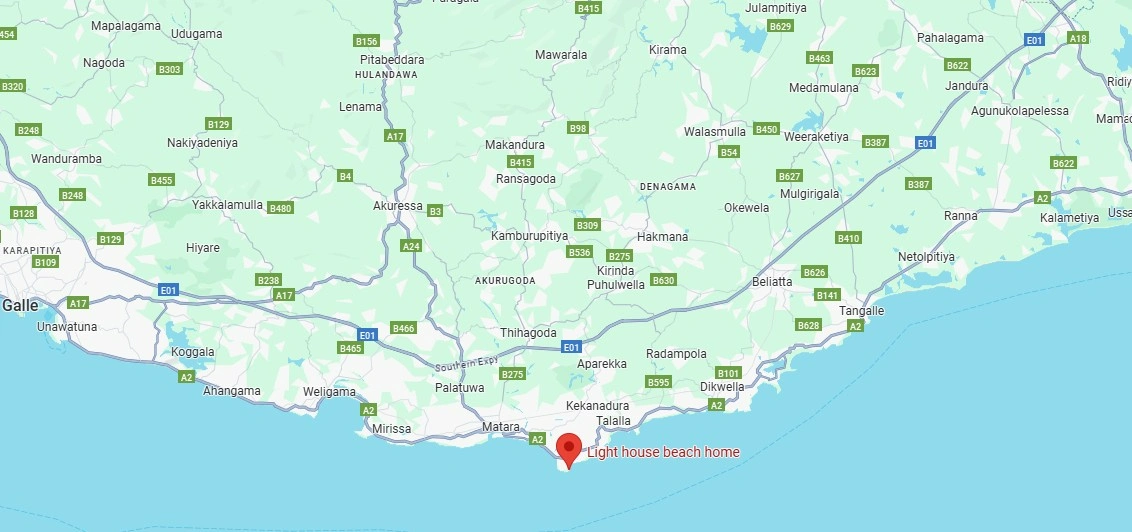 Paragala
B415
Julampitiya
Mapalagama
B629
454
Udugama
B156
Pahalagama
E01
A18
Mawarala
Kirama
Pitabeddara
HULANDAWA
B463
B622
Nagoda
B303
B623
B320
Medamulana
Jandura
Ridiy
Lenama
Agunukolapelessa
Mamad
B248
B129
A17
B98
Walasmulla
B450
Weeraketiya
Nakiyadeniya
Makandura
B387
E01
Wanduramba
B415
B54
B622
B455
B4
Ransagoda
DENAGAMA
B627
B387
B248
Mulgirigala
A2
Yakkalamulla
B480
Akuressa
B3
Okewela
Ranna
Kalametiya
Ussa
B128
B309
B129
Kamburupitiya
Hakmana
B410
KARAPITIYA
Hiyare
A24
B536
B275
Netolpitiya
B109
Kirinda
Puhulwella
B626
B238
AKURUGODA
B630
Beliatta
E01
A17
B141
Galle
A17
Tangalle
Unawatuna
E01
B466
Thihagoda
B628
A2
B465
E01
Koggala
Southern Expy
Aparekka
Radampola
A2
B275
B101
Ahangama
Weligama
Palatuwa
B595
Dikwella
A2
Kekanadura
A2
Talalla
Mirissa
Matara
A2
Light house beach home